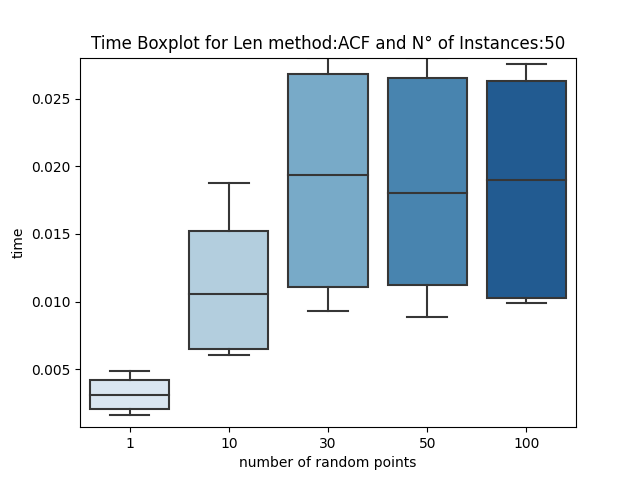 Time Boxplot for Len method:ACF and N° of Instances:50
0.025
0.020
0.015
0.010
0.005
time
1 10 30 50 100
number of random points